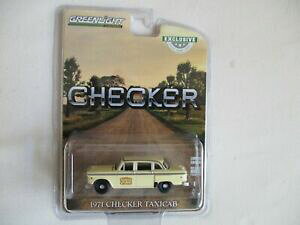 GREENLIGHT
EXCLUSIVE
CHECKER
1971 CHECKER TAXICAB